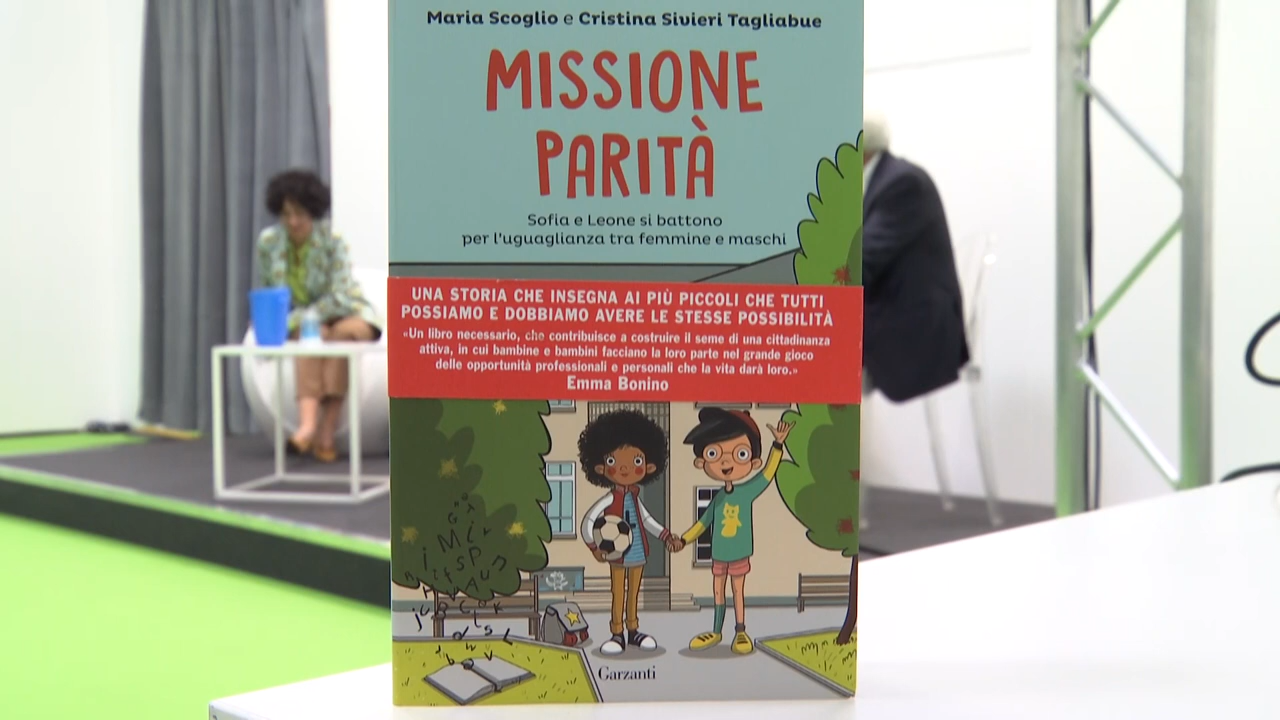 Maria Scoglio e Cristina Sivieri Tagliabue
MISSIONE
PARITÀ
Sofia e Leone si battono
per l'uguaglianza tra femmine e maschi
UNA STORIA CHE INSEGNA AI PIÙ PICCOLI CHE TUTTI
POSSIAMO E DOBBIAMO AVERE LE STESSE POSSIBILITÀ
«Un libro necessario, che contribuisce a costruire il seme di una cittadinanza
attiva, in cui bambine e bambini facciano la loro parte nel grande gioco
delle opportunità professionali e personali che la vita darà loro.»
Emma Bonino
Garzanti